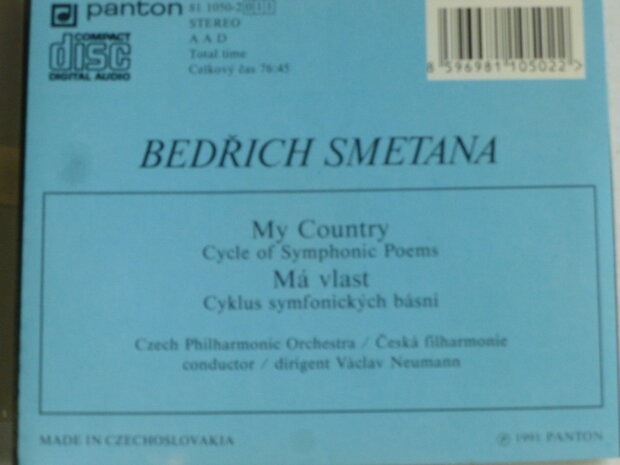 panton
81 1050-2 011
STEREO
A A D
Total time
Celkový čas 76:45
COMPACT
disc
DIGITAL AUDIO
8 596981 105022 >
BEDŘICH SMETANA
My Country
Cycle of Symphonic Poems
Má vlast
Cyklus symfonických básní
Czech Philharmonic Orchestra / Česká filharmonie
conductor / dirigent Václav Neumann
MADE IN CZECHOSLOVAKIA
Ⓟ 1991 PANTON